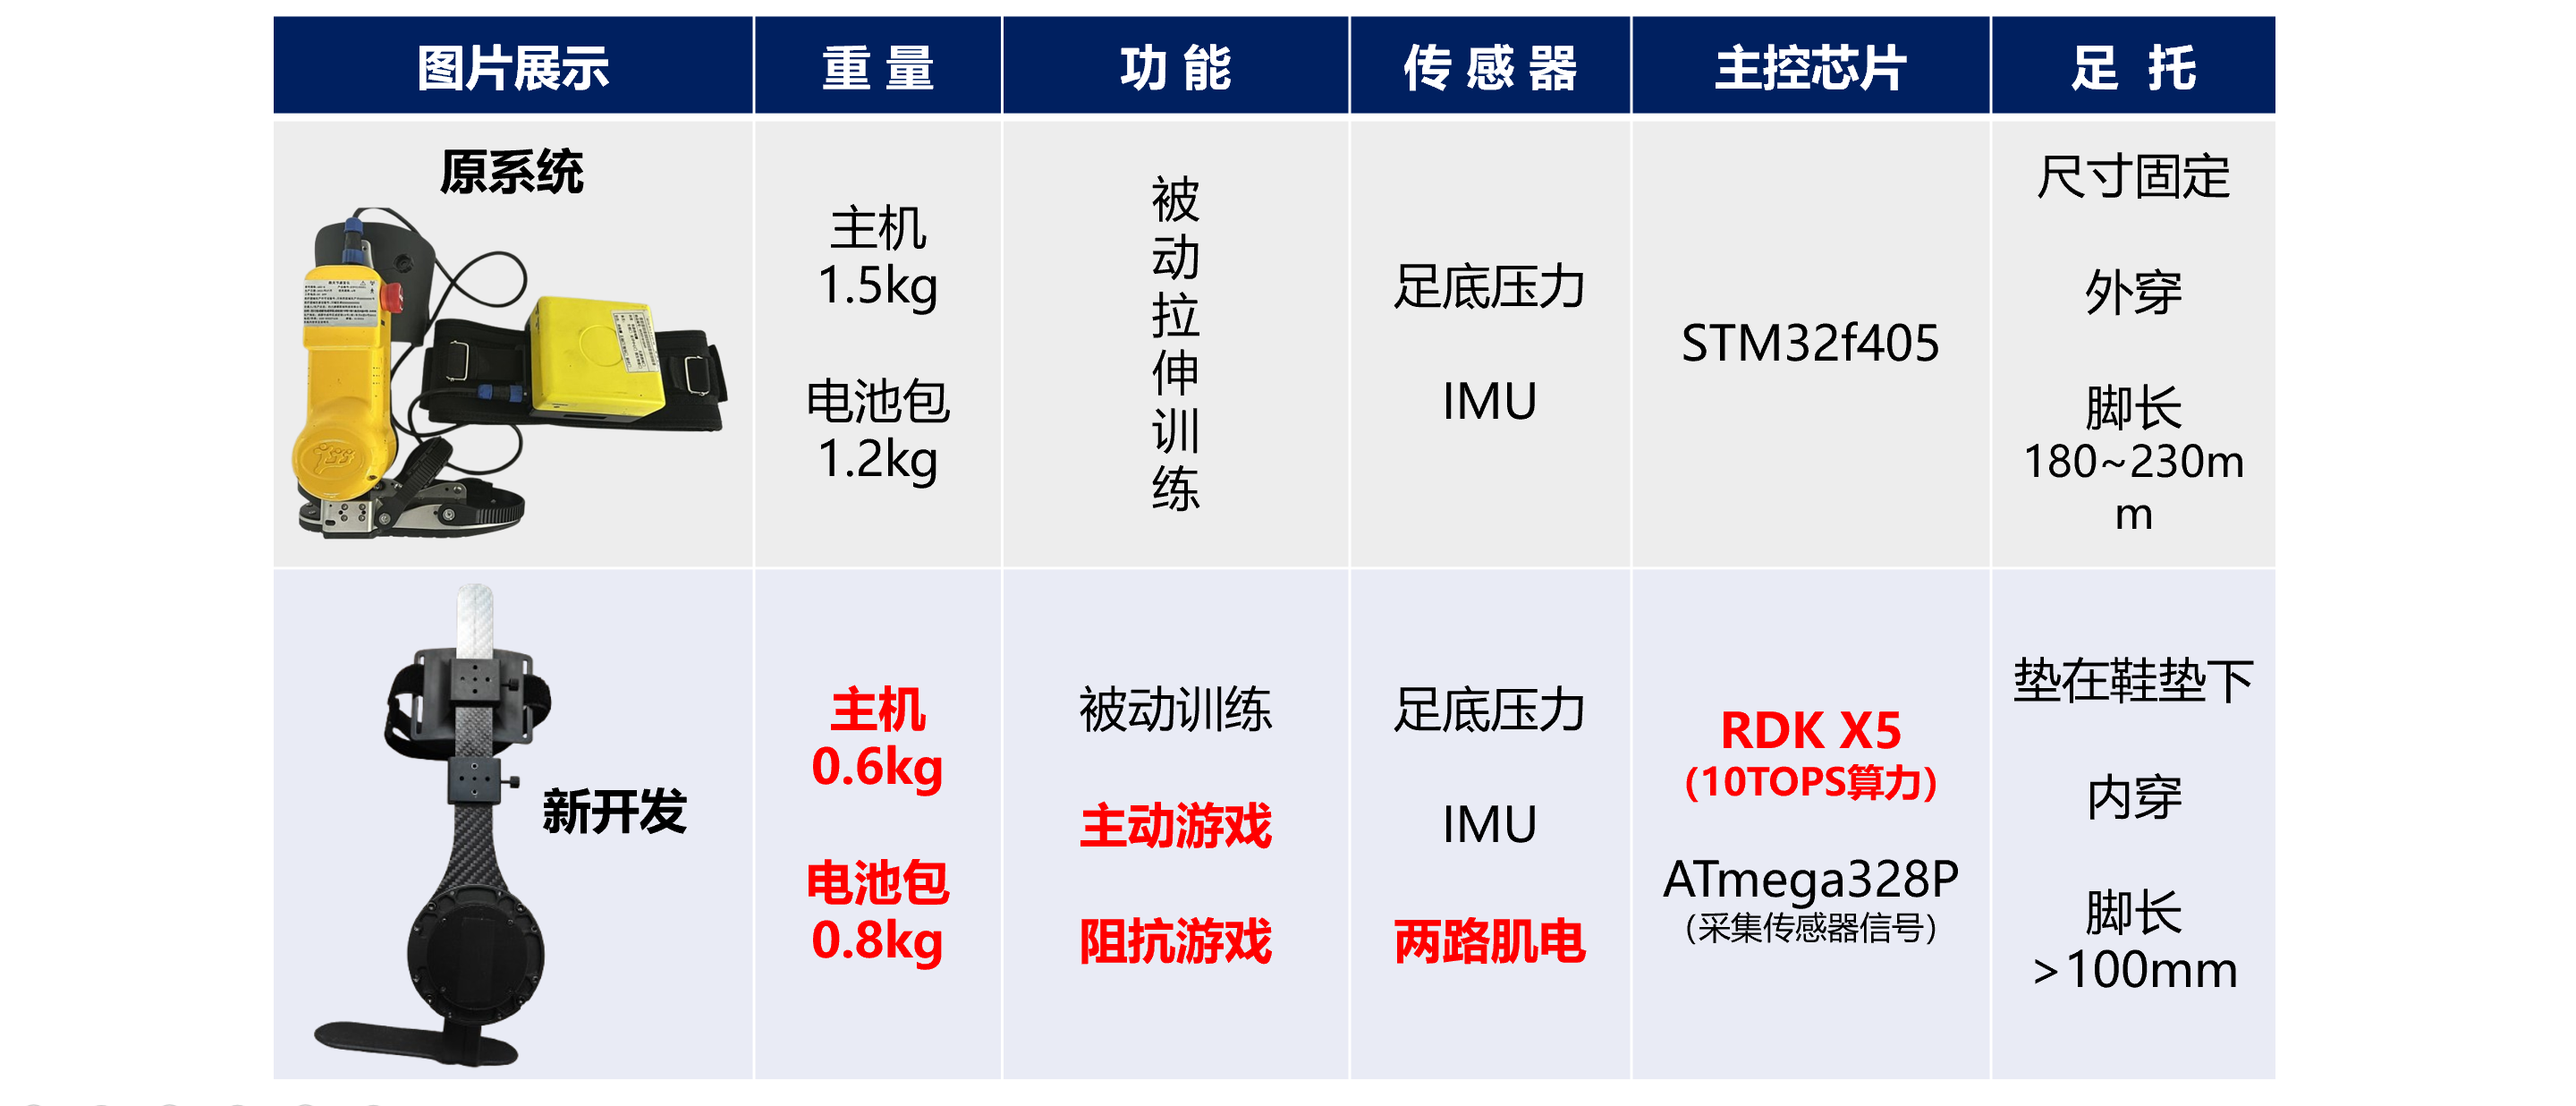 图片展示
重 量
功 能
传 感 器
主控芯片
足 托
原系统
主机
1.5kg
电池包
1.2kg
被
动
拉
伸
训
练
足底压力
IMU
STM32f405
尺寸固定
外穿
脚长
180~230m
m
新开发
主机
0.6kg
电池包
0.8kg
被动训练
主动游戏
阻抗游戏
足底压力
IMU
两路肌电
RDK X5
(10TOPS算力)
ATmega328P
(采集传感器信号)
垫在鞋垫下
内穿
脚长
>100mm